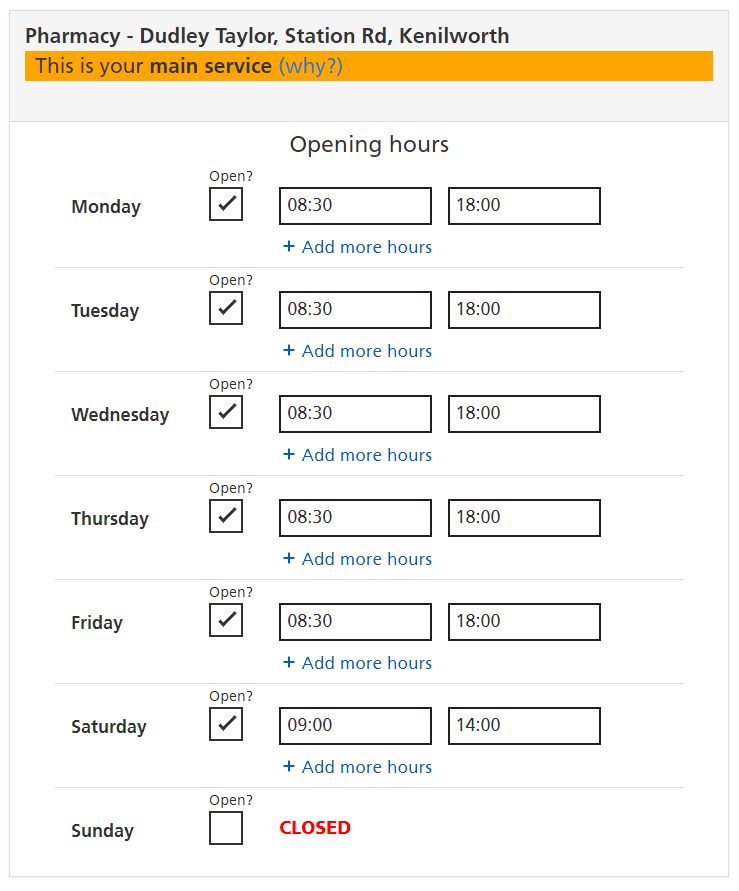 Pharmacy - Dudley Taylor, Station Rd, Kenilworth
This is your main service (why?)
Opening hours
Open?
Monday 08:30 18:00
+ Add more hours
Open?
Tuesday 08:30 18:00
+ Add more hours
Open?
Wednesday 08:30 18:00
+ Add more hours
Open?
Thursday 08:30 18:00
+ Add more hours
Open?
Friday 08:30 18:00
+ Add more hours
Open?
Saturday 09:00 14:00
+ Add more hours
Open?
Sunday CLOSED